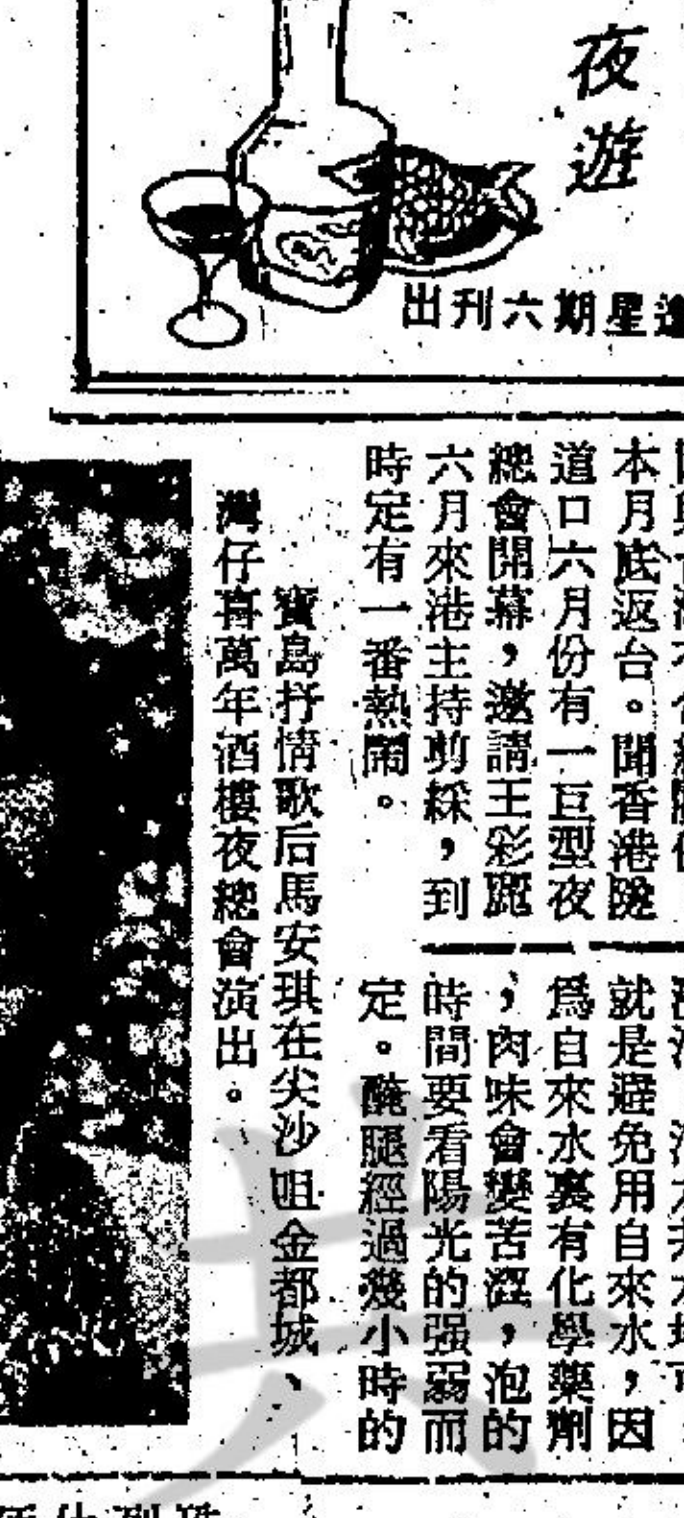 夜遊
逢星期六刊出
本月底返台。聞香港隧
道口六月份有一巨型夜
總會開幕，邀請王彩麗
六月來港主持剪綵，到
時定有一番熱鬧。
寶島抒情歌后馬安琪在尖沙咀金都城、
灣仔喜萬年酒樓夜總會演出。
就是避免用自來水，因
爲自來水裏有化學藥劑
，肉味會變苦澀，泡的
時間要看陽光的强弱而
定。醃腿經過幾小時的